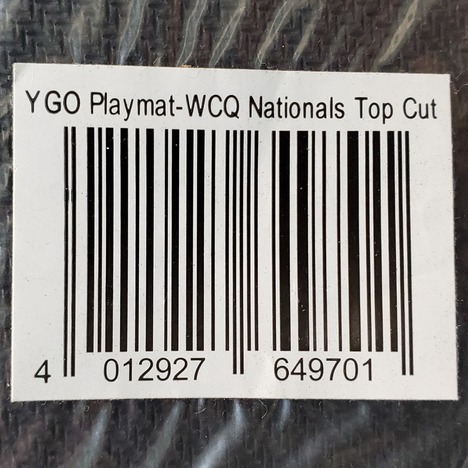 YGO Playmat-WCQ Nationals Top Cut
4 012927 649701